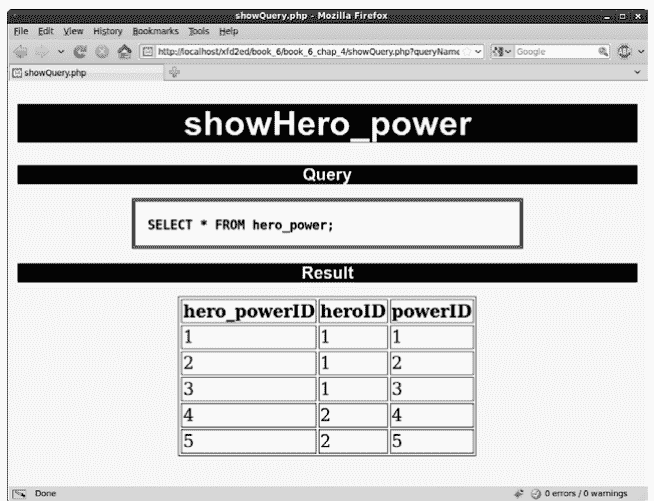 showQuery.php - Mozilla Firefox
File Edit View History Bookmarks Tools Help
http://localhost/xfd2ed/book_6/book_6_chap_4/showQuery.php?queryName
Google
showQuery.php
showHero_power
Query
SELECT * FROM hero_power;
Result
hero_powerID heroID powerID
1 1 1
2 1 2
3 1 3
4 2 4
5 2 5
Done
0 errors / 0 warnings